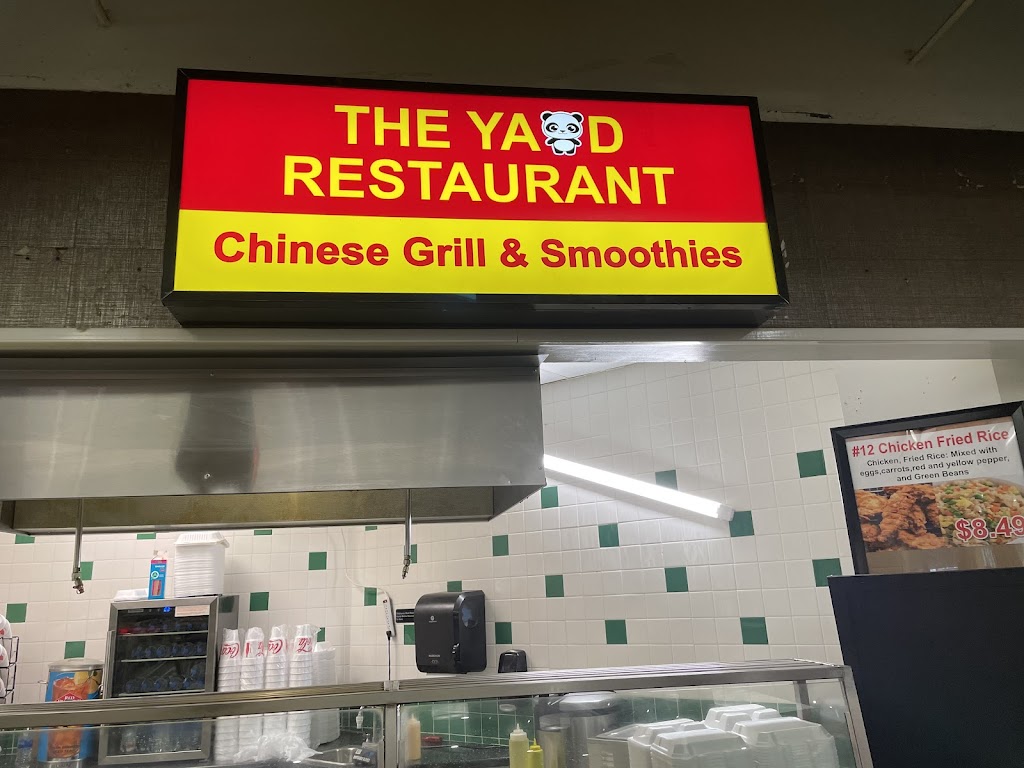 THE YA D
RESTAURANT
Chinese Grill & Smoothies
#12 Chicken Fried Rice
Chicken, Fried Rice: Mixed with
eggs,carrots,red and yellow pepper,
and Green Beans
$8.49